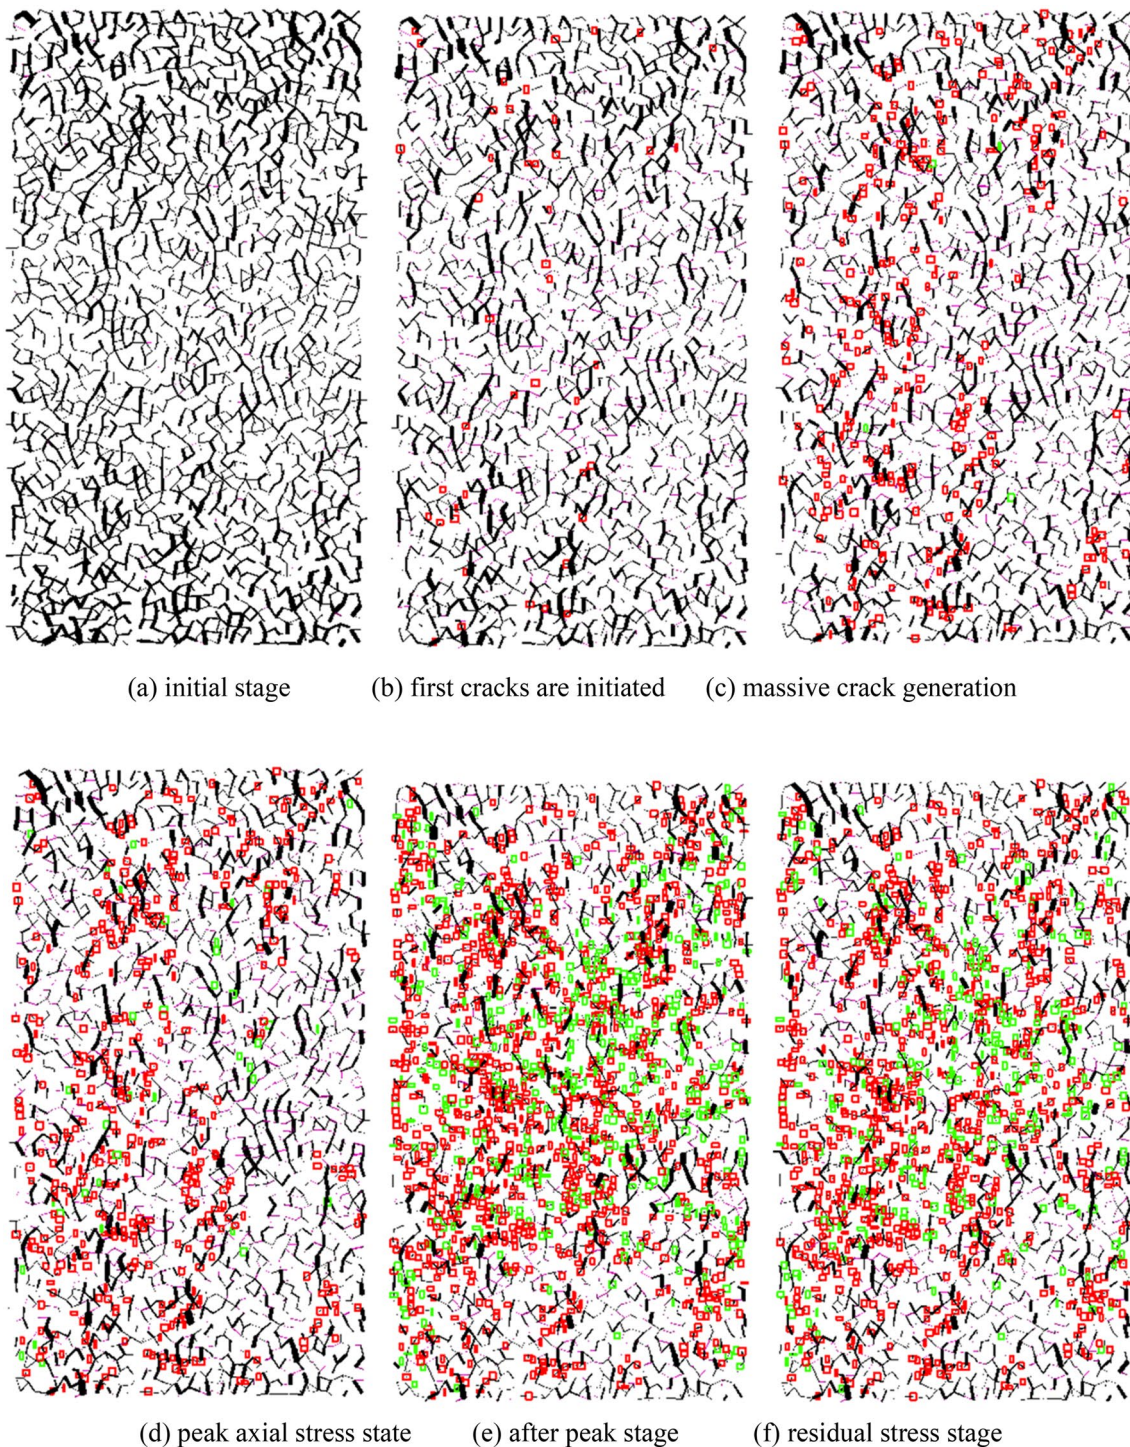 (a) initial stage (b) first cracks are initiated (c) massive crack generation
(d) peak axial stress state (e) after peak stage (f) residual stress stage